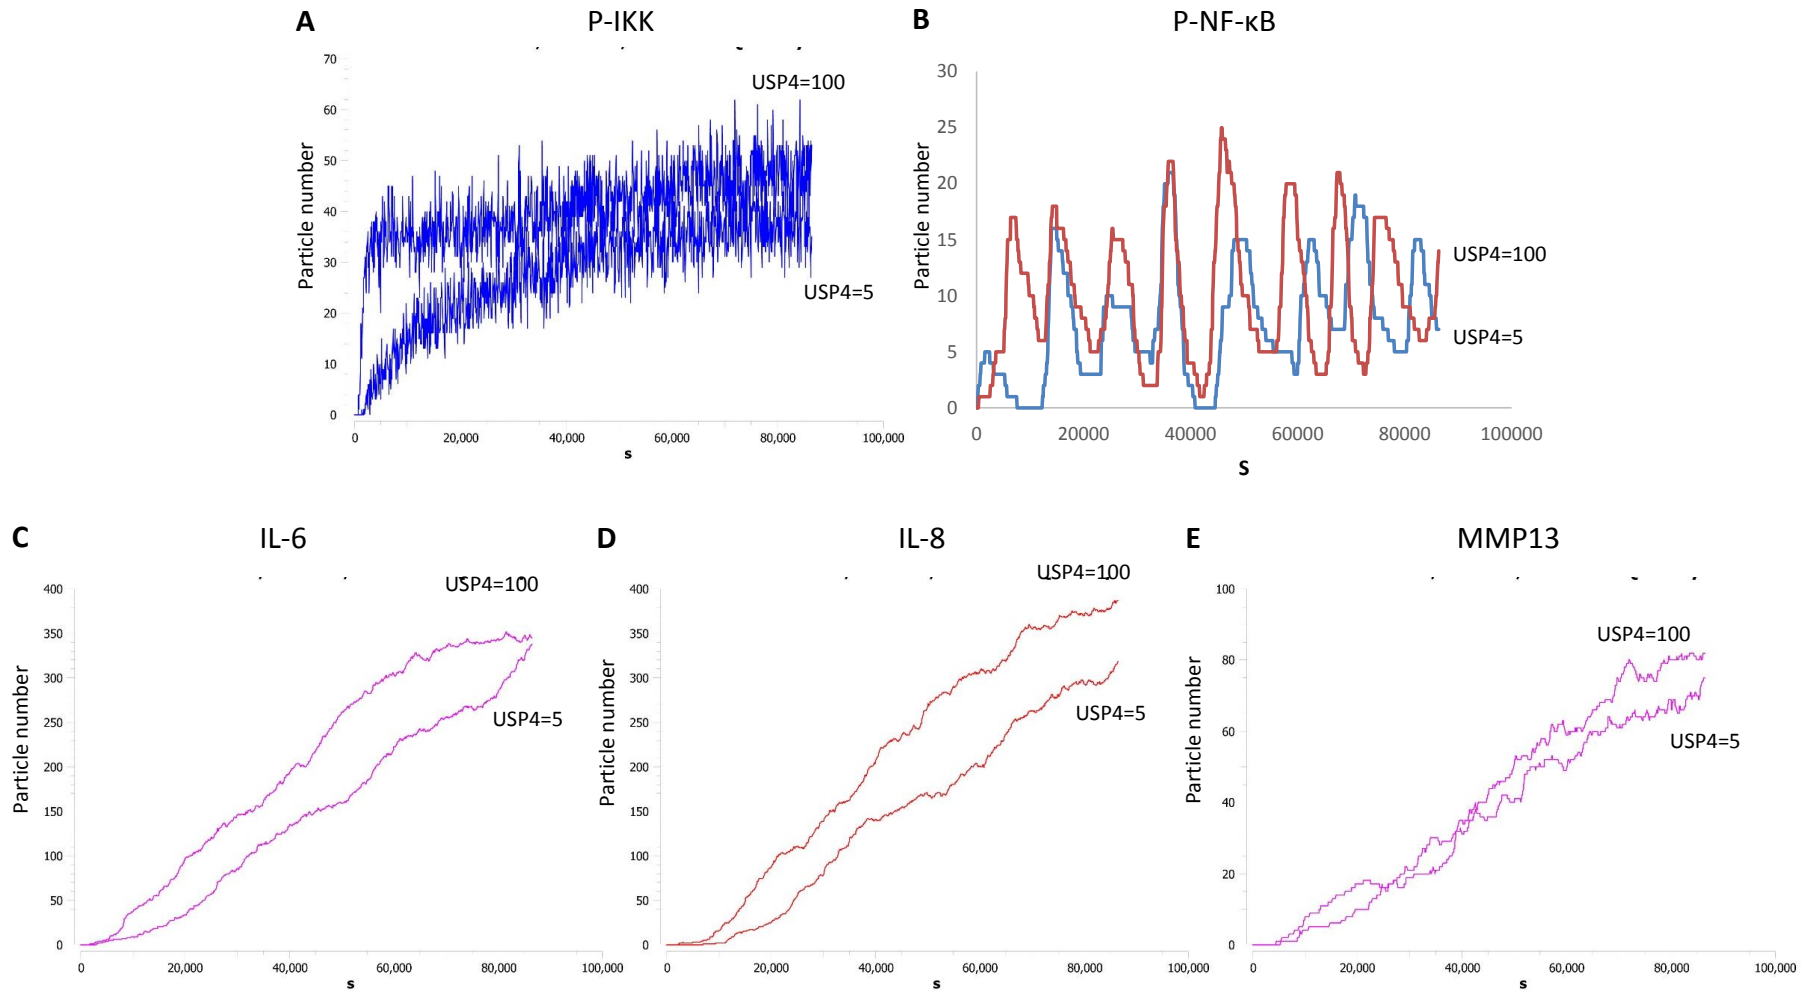 A P-IKK
70
60
50
40
30
20
10
0
Particle number
USP4=100
USP4=5
0 20,000 40,000 60,000 80,000 100,000
s
B P-NF-κB
30
25
20
15
10
5
0
Particle number
USP4=100
USP4=5
0 20000 40000 60000 80000 100000
S
C IL-6
400
350
300
250
200
150
100
50
0
Particle number
USP4=100
USP4=5
0 20,000 40,000 60,000 80,000 100,000
s
D IL-8
400
350
300
250
200
150
100
50
0
Particle number
USP4=100
USP4=5
0 20,000 40,000 60,000 80,000 100,000
s
E MMP13
100
80
60
40
20
0
Particle number
USP4=100
USP4=5
0 20,000 40,000 60,000 80,000 100,000
s